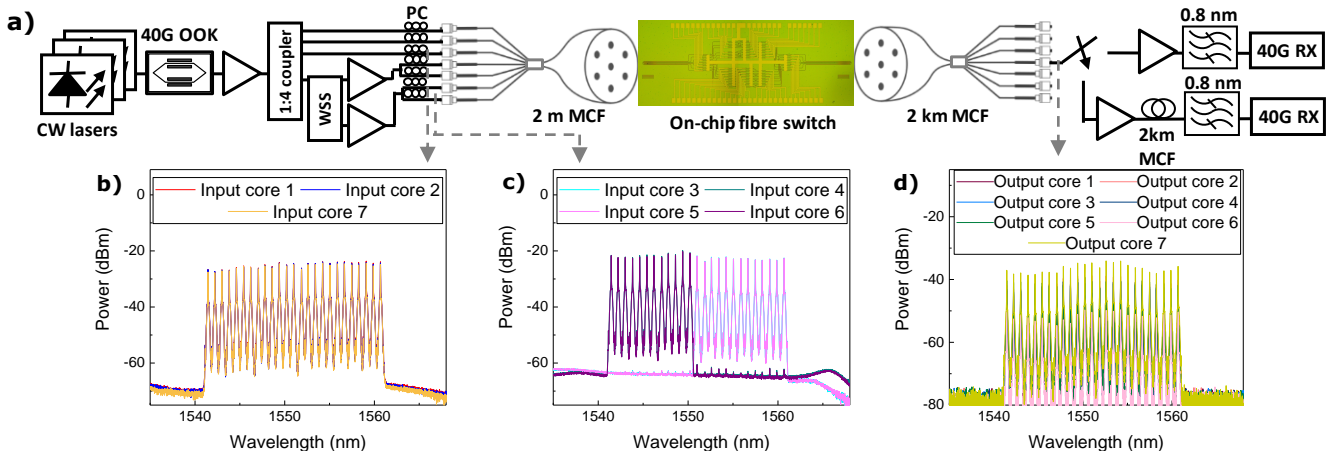 a)
CW lasers
40G OOK
1:4 coupler
WSS
PC
2 m MCF
On-chip fibre switch
2 km MCF
0.8 nm
40G RX
0.8 nm
40G RX
2km
MCF
b)
Input core 1
Input core 2
Input core 7
0
-20
-40
-60
Power (dBm)
1540
1550
1560
Wavelength (nm)
c)
Input core 3
Input core 4
Input core 5
Input core 6
0
-20
-40
-60
Power (dBm)
1540
1550
1560
Wavelength (nm)
d)
Output core 1
Output core 2
Output core 3
Output core 4
Output core 5
Output core 6
Output core 7
-20
-40
-60
-80
Power (dBm)
1540
1550
1560
Wavelength (nm)